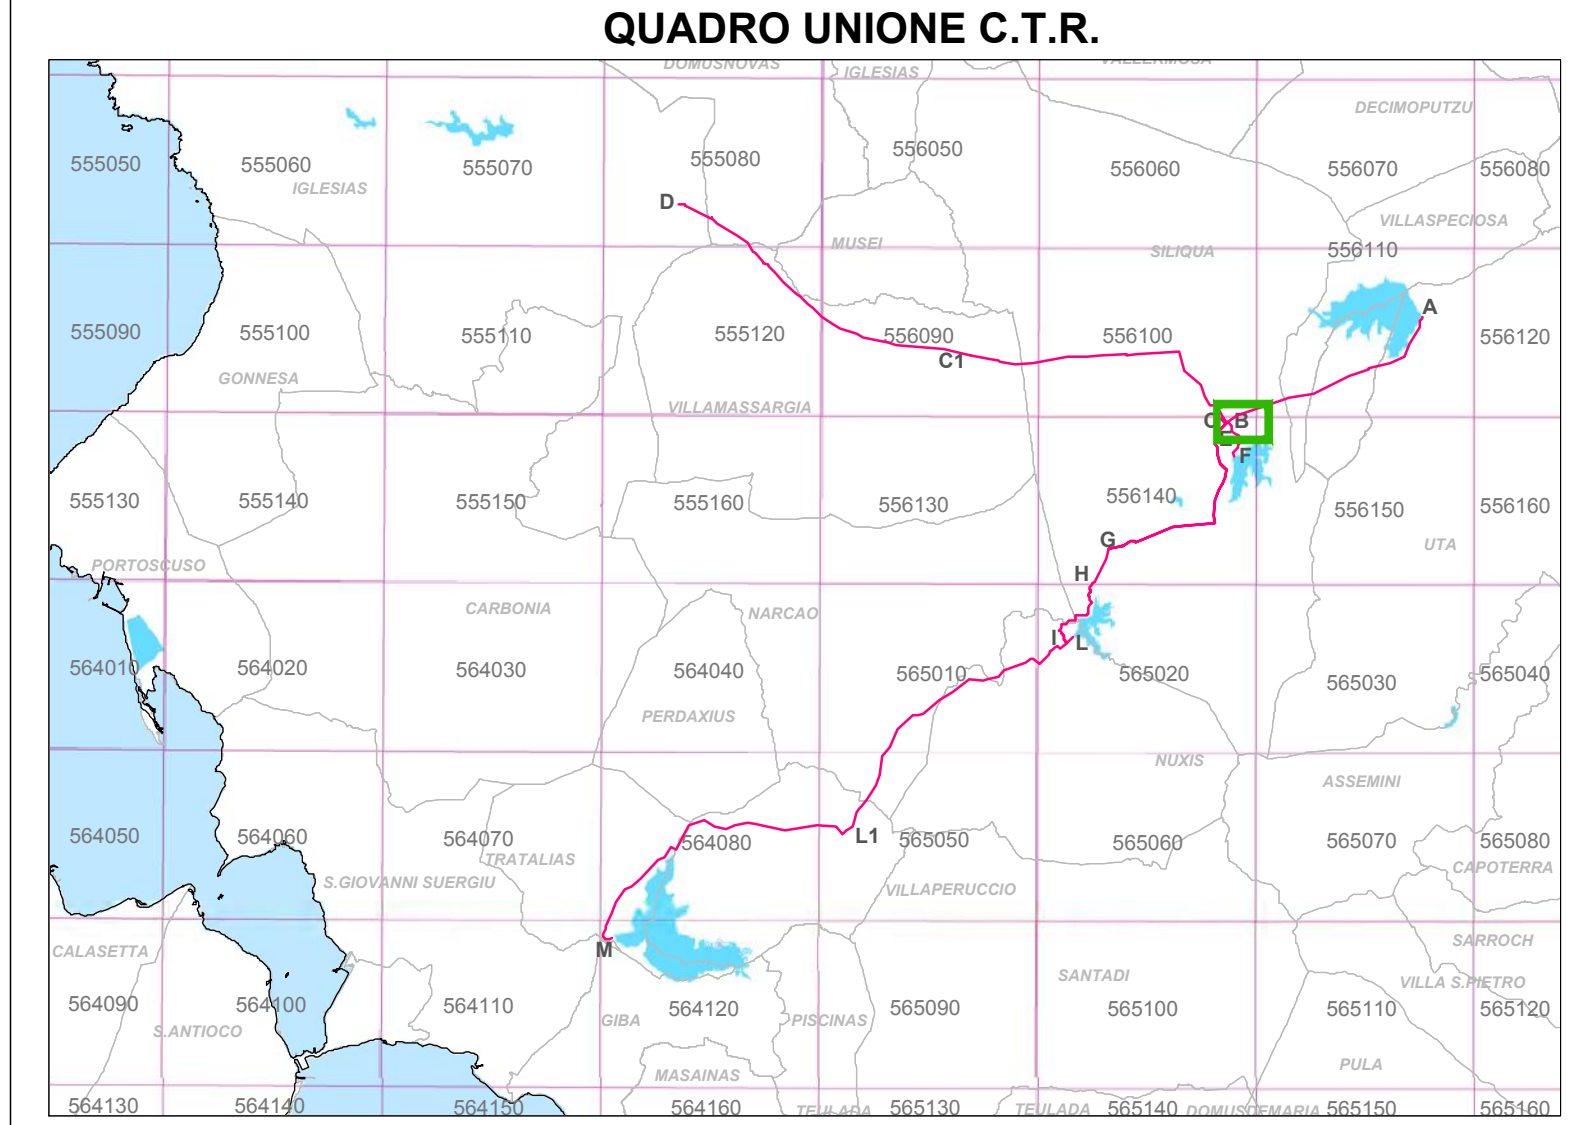 QUADRO UNIONE C.T.R.
DOMUSNOVAS
IGLESIAS
VALLERMOSA
DECIMOPUTZU
555050
555060
555070
555080
556050
556060
556070
556080
IGLESIAS
D
VILLASPECIOSA
MUSEI
SILIQUA
556110
A
555090
555100
555110
555120
556090
556100
556120
C1
GONNESA
VILLAMASSARGIA
C
B
E
F
555130
555140
555150
555160
556130
556140
556150
556160
G
UTA
PORTOSCUSO
H
CARBONIA
NARCAO
I
L
564010
564020
564030
564040
565010
565020
565030
565040
PERDAXIUS
NUXIS
ASSEMINI
564050
564060
564070
564080
L1
565050
565060
565070
565080
TRATALIAS
CAPOTERRA
S.GIOVANNI SUERGIU
VILLAPERUCCIO
M
CALASETTA
SARROCH
SANTADI
VILLA S.PIETRO
564090
564100
564110
564120
565090
565100
565110
565120
S.ANTIOCO
GIBA
PISCINAS
PULA
MASAINAS
564130
564140
564150
564160
TEULADA
565130
TEULADA
565140
DOMUSDEMARIA
565150
565160